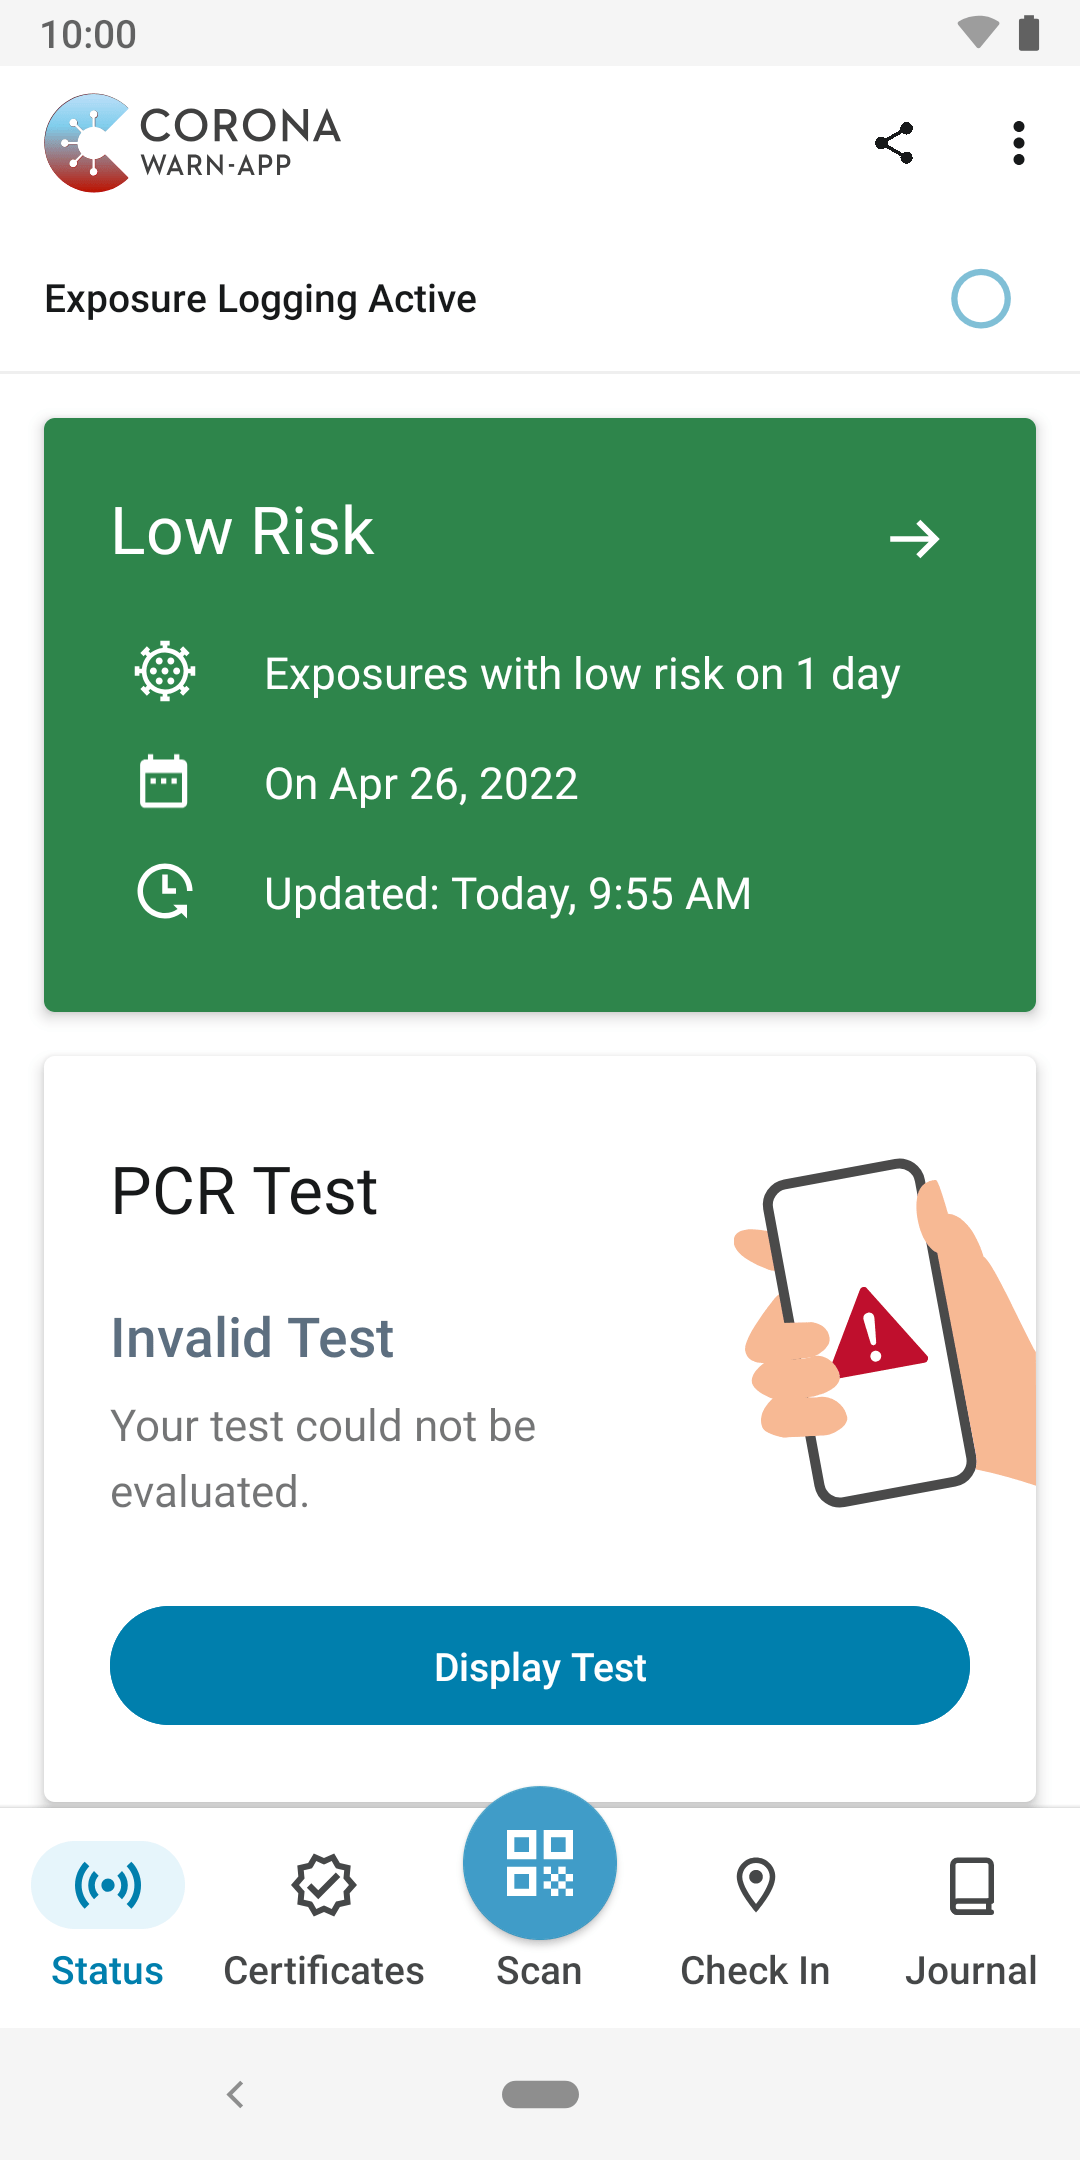 10:00
CORONA
WARN-APP
Exposure Logging Active
Low Risk
Exposures with low risk on 1 day
On Apr 26, 2022
Updated: Today, 9:55 AM
PCR Test
Invalid Test
Your test could not be
evaluated.
Display Test
Status
Certificates
Scan
Check In
Journal